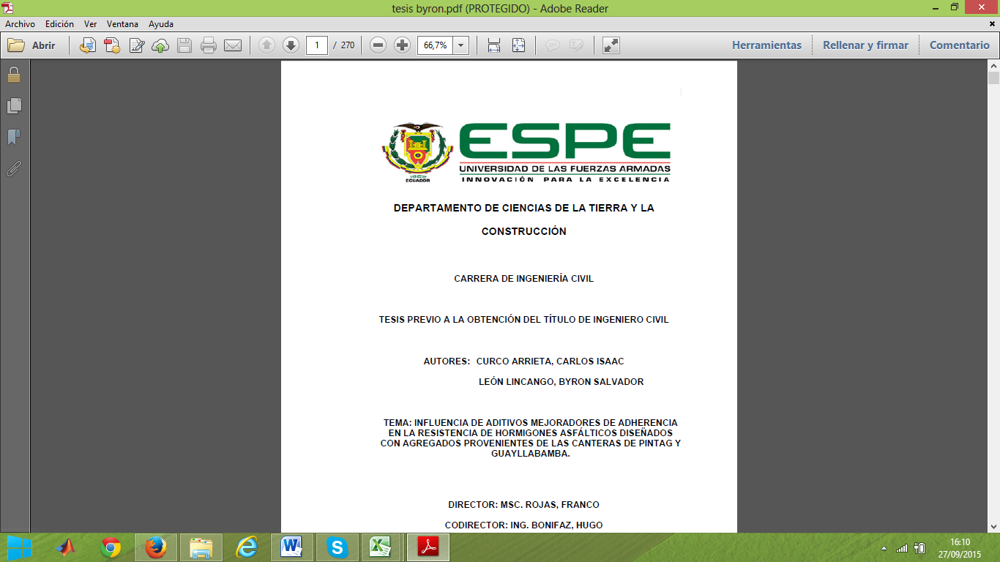 tesis byron.pdf (PROTEGIDO) - Adobe Reader
Archivo Edición Ver Ventana Ayuda
Abrir 1 / 270 66,7% Herramientas Rellenar y firmar Comentario
ESPE
UNIVERSIDAD DE LAS FUERZAS ARMADAS
INNOVACIÓN PARA LA EXCELENCIA
1922
ECUADOR
DEPARTAMENTO DE CIENCIAS DE LA TIERRA Y LA
CONSTRUCCIÓN
CARRERA DE INGENIERÍA CIVIL
TESIS PREVIO A LA OBTENCIÓN DEL TÍTULO DE INGENIERO CIVIL
AUTORES: CURCO ARRIETA, CARLOS ISAAC
LEÓN LINCANGO, BYRON SALVADOR
TEMA: INFLUENCIA DE ADITIVOS MEJORADORES DE ADHERENCIA
EN LA RESISTENCIA DE HORMIGONES ASFÁLTICOS DISEÑADOS
CON AGREGADOS PROVENIENTES DE LAS CANTERAS DE PINTAG Y
GUAYLLABAMBA.
DIRECTOR: MSC. ROJAS, FRANCO
CODIRECTOR: ING. BONIFAZ, HUGO
16:10
27/09/2015